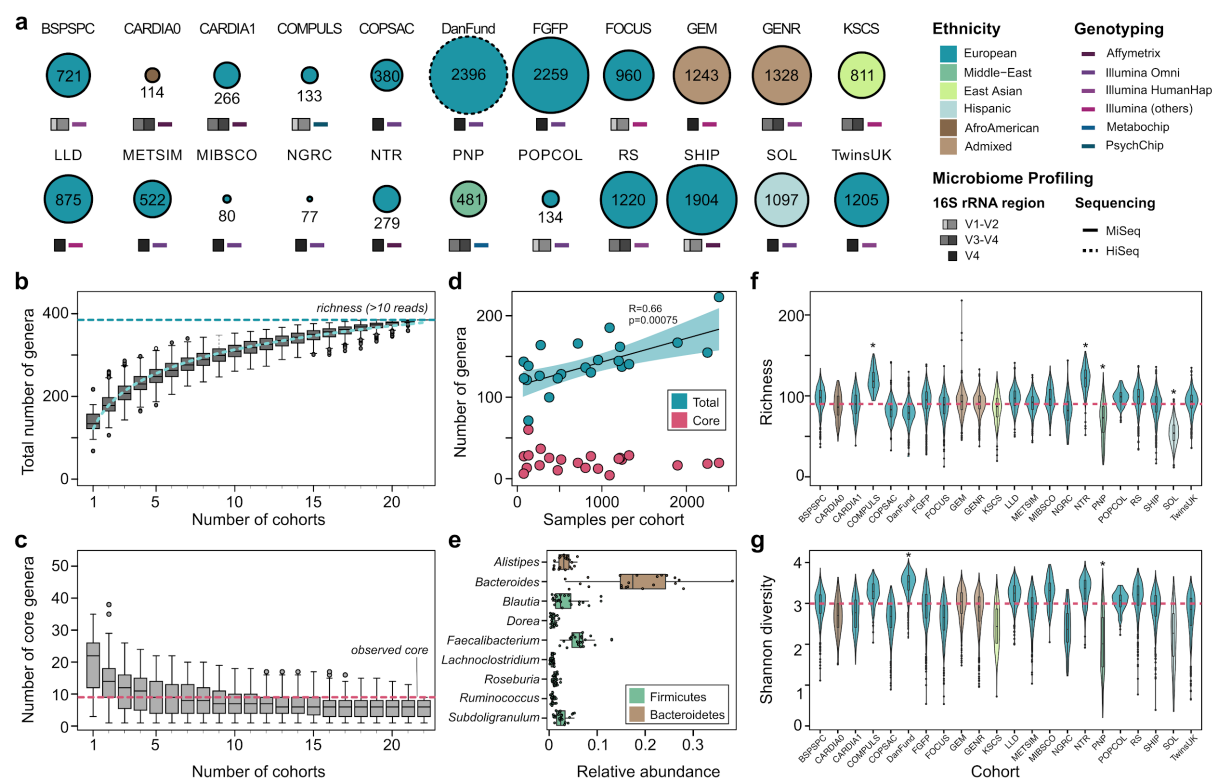 a
BSPSPC CARDIA0 CARDIA1 COMPULS COPSAC DanFund FGFP FOCUS GEM GENR KSCS
721 114 266 133 380 2396 2259 960 1243 1328 811
LLD METSIM MIBSCO NGRC NTR PNP POPCOL RS SHIP SOL TwinsUK
875 522 80 77 279 481 134 1220 1904 1097 1205
Ethnicity
European
Middle-East
East Asian
Hispanic
AfroAmerican
Admixed
Genotyping
Affymetrix
Illumina Omni
Illumina HumanHap
Illumina (others)
Metabochip
PsychChip
Microbiome Profiling
16S rRNA region
V1-V2
V3-V4
V4
Sequencing
MiSeq
HiSeq
b
Total number of genera
400
200
0
richness (>10 reads)
1 5 10 15 20
Number of cohorts
c
Number of core genera
50
40
30
20
10
0
observed core
1 5 10 15 20
Number of cohorts
d
Number of genera
200
100
0
R=0.66
p=0.00075
Total
Core
0 1000 2000
Samples per cohort
e
Alistipes
Bacteroides
Blautia
Dorea
Faecalibacterium
Lachnoclostridium
Roseburia
Ruminococcus
Subdoligranulum
Firmicutes
Bacteroidetes
0 0.1 0.2 0.3
Relative abundance
f
Richness
200
100
0
* * * *
BSPSPC CARDIA0 CARDIA1 COMPULS COPSAC DanFund FGFP FOCUS GEM GENR KSCS LLD METSIM MIBSCO NGRC NTR PNP POPCOL RS SHIP SOL TwinsUK
g
Shannon diversity
4
3
2
1
0
* *
BSPSPC CARDIA0 CARDIA1 COMPULS COPSAC DanFund FGFP FOCUS GEM GENR KSCS LLD METSIM MIBSCO NGRC NTR PNP POPCOL RS SHIP SOL TwinsUK
Cohort